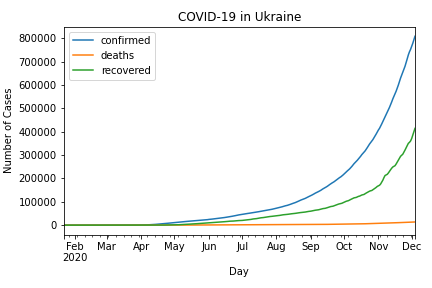 COVID-19 in Ukraine
confirmed
deaths
recovered
800000
700000
600000
500000
400000
300000
200000
100000
0
Number of Cases
Feb Mar Apr May Jun Jul Aug Sep Oct Nov Dec
2020
Day